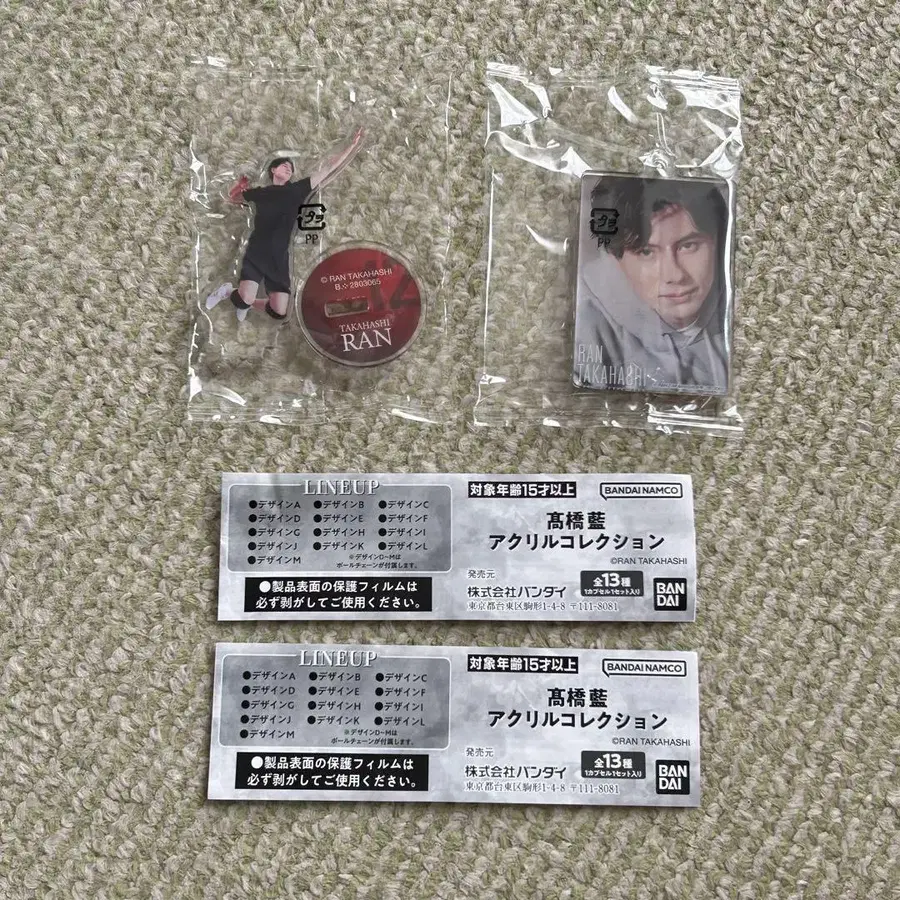 プラ
PP
© RAN TAKAHASHI
B. 2803065
TAKAHASHI
RAN
プラ
PP
RAN
TAKAHASHI
LINEUP
●デザインA ●デザインB ●デザインC
●デザインD ●デザインE ●デザインF
●デザインG ●デザインH ●デザインI
●デザインJ ●デザインK ●デザインL
●デザインM ※デザインD~Mは
ボールチェーンが付属します。
●製品表面の保護フィルムは
必ず剥がしてご使用ください。
対象年齢15才以上
BANDAI NAMCO
髙橋 藍
アクリルコレクション
©RAN TAKAHASHI
発売元
株式会社バンダイ
東京都台東区駒形1-4-8 〒111-8081
全13種
1カプセル1セット入り
BAN
DAI
LINEUP
●デザインA ●デザインB ●デザインC
●デザインD ●デザインE ●デザインF
●デザインG ●デザインH ●デザインI
●デザインJ ●デザインK ●デザインL
●デザインM ※デザインD~Mは
ボールチェーンが付属します。
●製品表面の保護フィルムは
必ず剥がしてご使用ください。
対象年齢15才以上
BANDAI NAMCO
髙橋 藍
アクリルコレクション
©RAN TAKAHASHI
発売元
株式会社バンダイ
東京都台東区駒形1-4-8 〒111-8081
全13種
1カプセル1セット入り
BAN
DAI